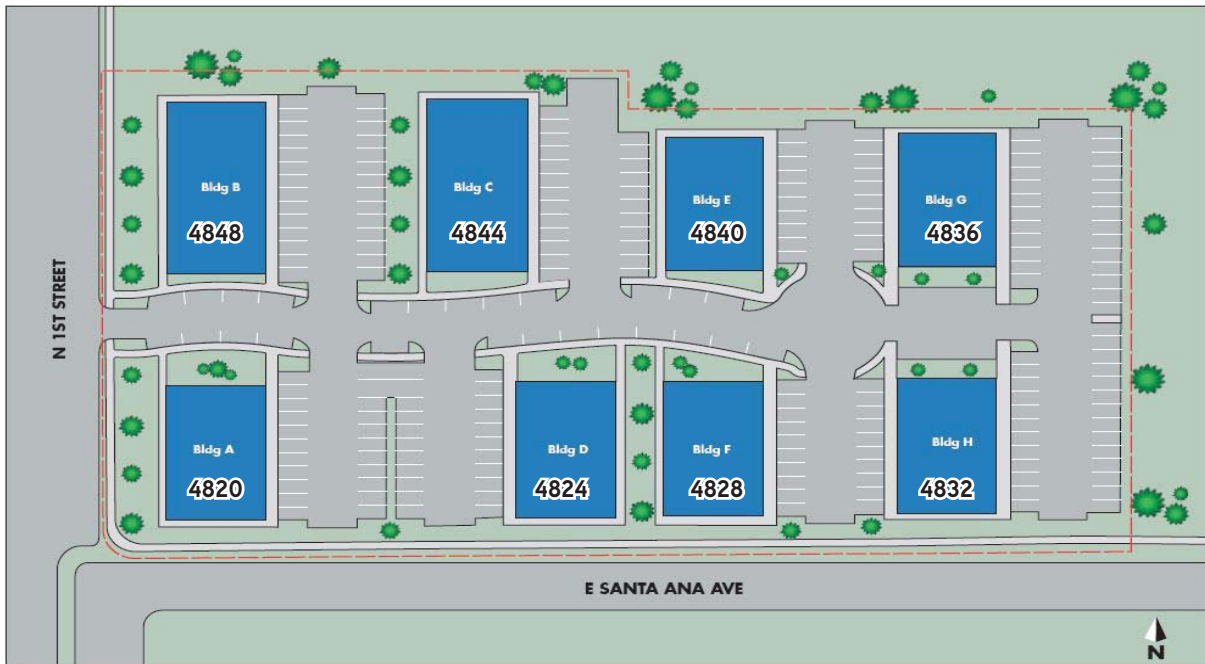 Bldg B
4848
Bldg C
4844
Bldg E
4840
Bldg G
4836
N 1ST STREET
Bldg A
4820
Bldg D
4824
Bldg F
4828
Bldg H
4832
E SANTA ANA AVE
N